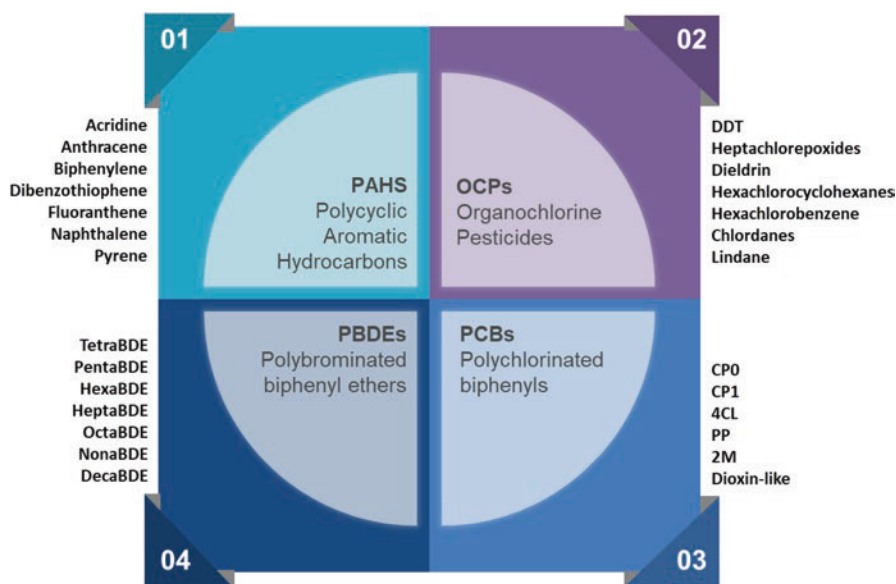 01
Acridine
Anthracene
Biphenylene
Dibenzothiophene
Fluoranthene
Naphthalene
Pyrene
PAHS
Polycyclic
Aromatic
Hydrocarbons
02
DDT
Heptachlorepoxides
Dieldrin
Hexachlorocyclohexanes
Hexachlorobenzene
Chlordanes
Lindane
OCPs
Organochlorine
Pesticides
TetraBDE
PentaBDE
HexaBDE
HeptaBDE
OctaBDE
NonaBDE
DecaBDE
PBDEs
Polybrominated
biphenyl ethers
04
PCBs
Polychlorinated
biphenyls
CP0
CP1
4CL
PP
2M
Dioxin-like
03